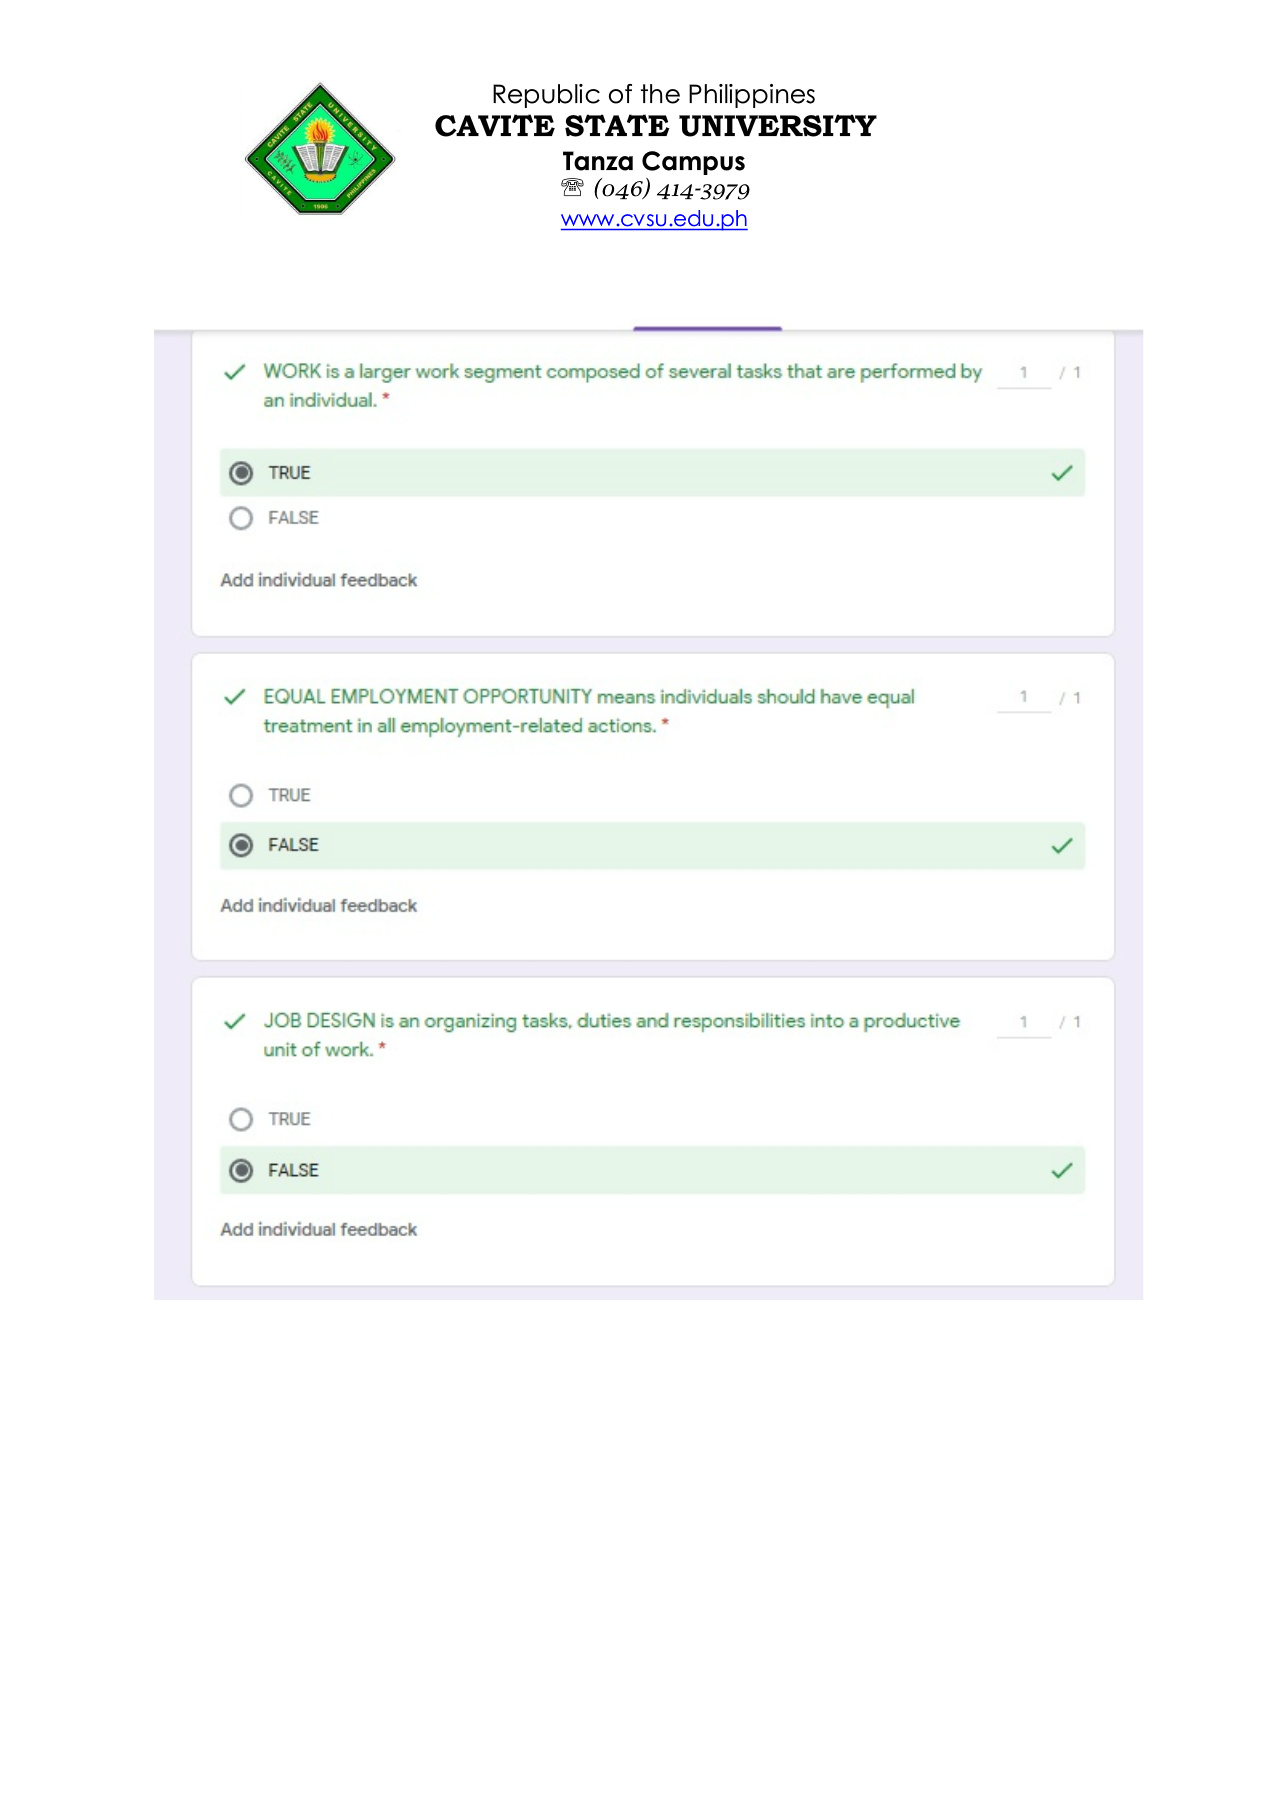 Republic of the Philippines
CAVITE STATE UNIVERSITY
Tanza Campus
☏ (046) 414-3979
www.cvsu.edu.ph
CAVITE STATE UNIVERSITY
CAVITE PHILIPPINES
1906
WORK is a larger work segment composed of several tasks that are performed by 1 / 1
an individual. *
TRUE
FALSE
Add individual feedback
EQUAL EMPLOYMENT OPPORTUNITY means individuals should have equal 1 / 1
treatment in all employment-related actions. *
TRUE
FALSE
Add individual feedback
JOB DESIGN is an organizing tasks, duties and responsibilities into a productive 1 / 1
unit of work. *
TRUE
FALSE
Add individual feedback